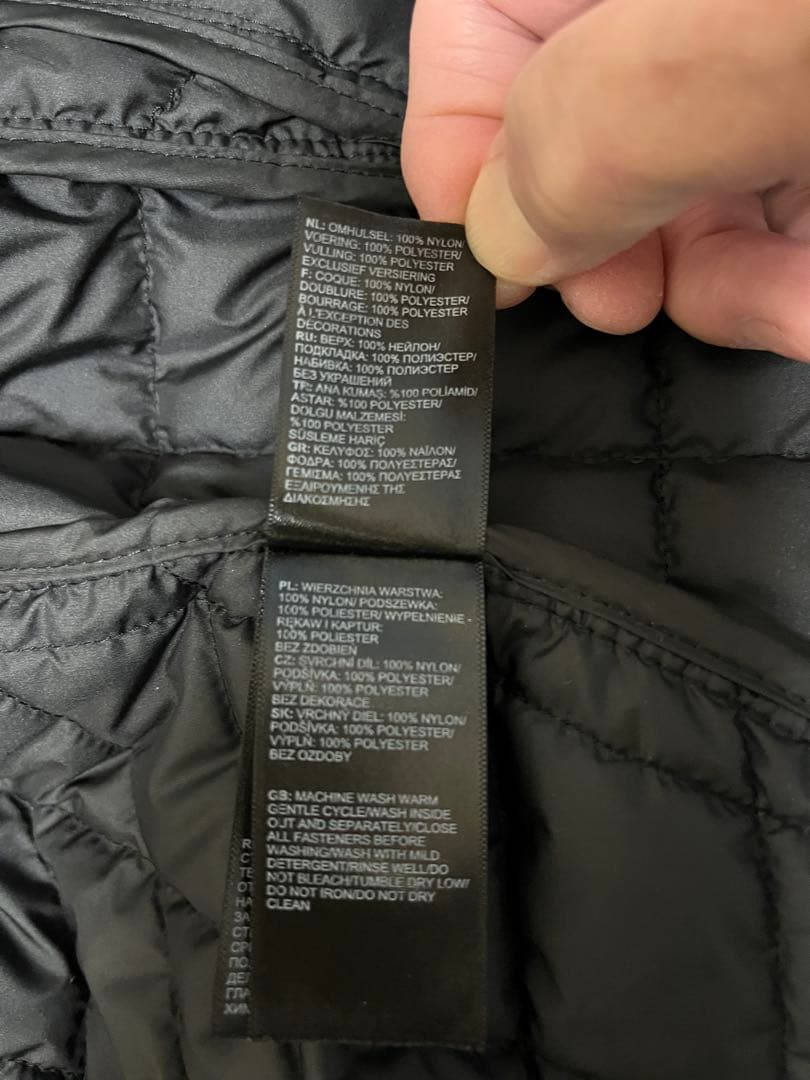 NL: OMHULSEL: 100% NYLON/
VOERING: 100% POLYESTER/
VULLING: 100% POLYESTER
EXCLUSIEF VERSIERING
F: COQUE: 100% NYLON/
DOUBLURE: 100% POLYESTER/
BOURRAGE: 100% POLYESTER/
À L'EXCEPTION DES
DÉCORATIONS
RU: ВЕРХ: 100% НЕЙЛОН/
ПОДКЛАДКА: 100% ПОЛИЭСТЕР/
НАБИВКА: 100% ПОЛИЭСТЕР
БЕЗ УКРАШЕНИЙ
TR: ANA KUMAŞ: %100 POLİAMİD/
ASTAR: %100 POLYESTER/
DOLGU MALZEMESİ:
%100 POLYESTER
SÜSLEME HARİÇ
GR: ΚΕΛΥΦΟΣ: 100% ΝΑΪΛΟΝ/
ΦΟΔΡΑ: 100% ΠΟΛΥΕΣΤΕΡΑΣ/
ΓΕΜΙΣΜΑ: 100% ΠΟΛΥΕΣΤΕΡΑΣ
ΕΞΑΙΡΟΥΜΕΝΗΣ ΤΗΣ
ΔΙΑΚΟΣΜΗΣΗΣ
PL: WIERZCHNIA WARSTWA:
100% NYLON/ PODSZEWKA:
100% POLIESTER/ WYPEŁNIENIE -
RĘKAW I KAPTUR:
100% POLIESTER
BEZ ZDOBIEŃ
CZ: SVRCHNÍ DÍL: 100% NYLON/
PODŠÍVKA: 100% POLYESTER/
VÝPLŇ: 100% POLYESTER
BEZ DEKORACE
SK: VRCHNÝ DIEL: 100% NYLON/
PODŠÍVKA: 100% POLYESTER/
VÝPLŇ: 100% POLYESTER
BEZ OZDOBY
GB: MACHINE WASH WARM
GENTLE CYCLE/WASH INSIDE
OUT AND SEPARATELY/CLOSE
ALL FASTENERS BEFORE
WASHING/WASH WITH MILD
DETERGENT/RINSE WELL/DO
NOT BLEACH/TUMBLE DRY LOW/
DO NOT IRON/DO NOT DRY
CLEAN